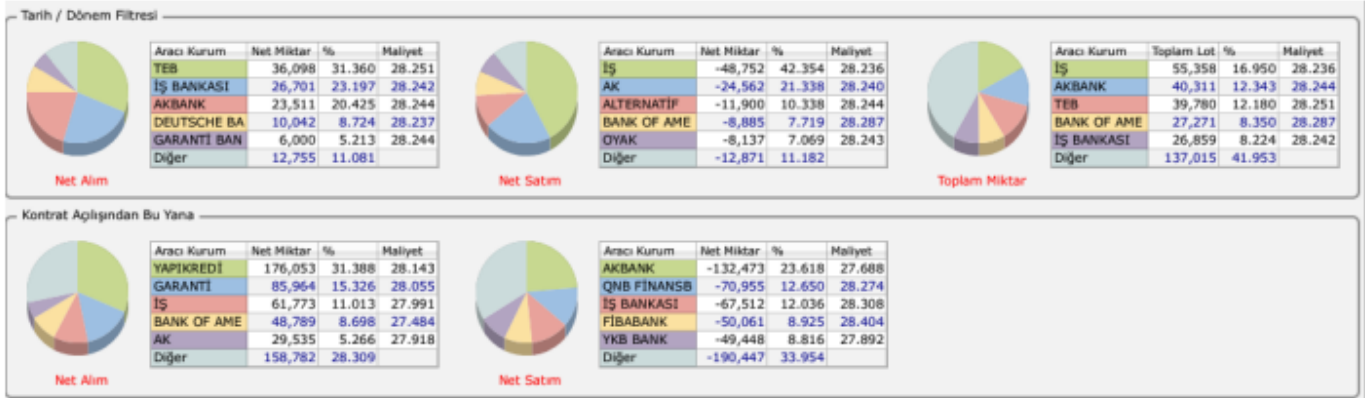 Tarih / Dönem Filtresi
Aracı Kurum Net Miktar % Maliyet
TEB 36,098 31.360 28.251
İŞ BANKASI 26,701 23.197 28.242
AKBANK 23,511 20.425 28.244
DEUTSCHE BA 10,042 8.724 28.237
GARANTİ BAN 6,000 5.213 28.244
Diğer 12,755 11.081
Net Alım
Aracı Kurum Net Miktar % Maliyet
İŞ -48,752 42.354 28.236
AK -24,562 21.338 28.240
ALTERNATİF -11,900 10.338 28.244
BANK OF AME -8,885 7.719 28.287
OYAK -8,137 7.069 28.243
Diğer -12,871 11.182
Net Satım
Aracı Kurum Toplam Lot % Maliyet
İŞ 55,358 16.950 28.236
AKBANK 40,311 12.343 28.244
TEB 39,780 12.180 28.251
BANK OF AME 27,271 8.350 28.287
İŞ BANKASI 26,859 8.224 28.242
Diğer 137,015 41.953
Toplam Miktar
Kontrat Açılışından Bu Yana
Aracı Kurum Net Miktar % Maliyet
YAPIKREDİ 176,053 31.388 28.143
GARANTİ 85,964 15.326 28.055
İŞ 61,773 11.013 27.991
BANK OF AME 48,789 8.698 27.484
AK 29,535 5.266 27.918
Diğer 158,782 28.309
Net Alım
Aracı Kurum Net Miktar % Maliyet
AKBANK -132,473 23.618 27.688
QNB FİNANSB -70,955 12.650 28.274
İŞ BANKASI -67,512 12.036 28.308
FİBABANK -50,061 8.925 28.404
YKB BANK -49,448 8.816 27.892
Diğer -190,447 33.954
Net Satım